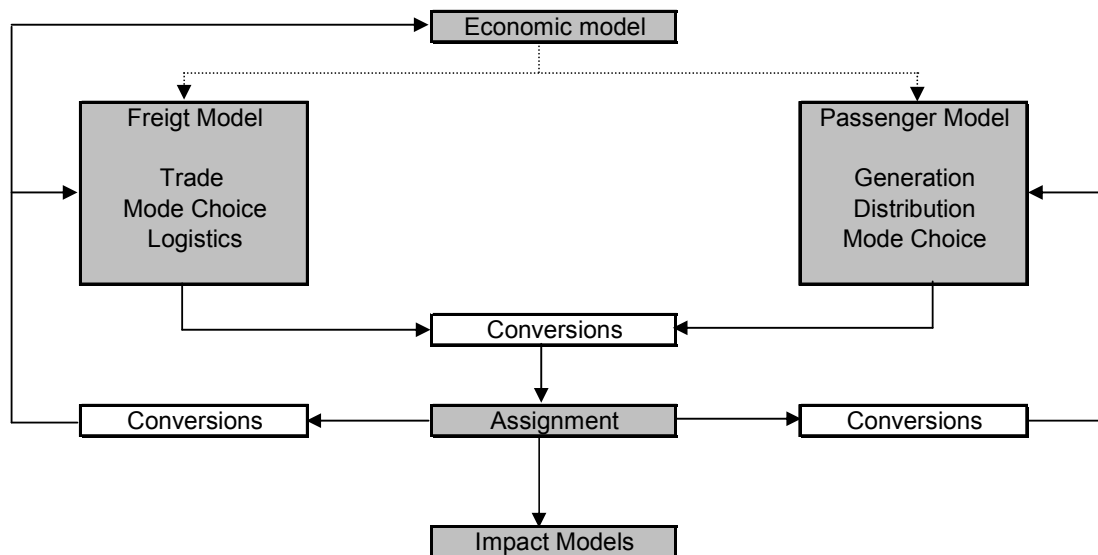 Economic model
Freigt Model
Trade
Mode Choice
Logistics
Passenger Model
Generation
Distribution
Mode Choice
Conversions
Conversions
Assignment
Conversions
Impact Models